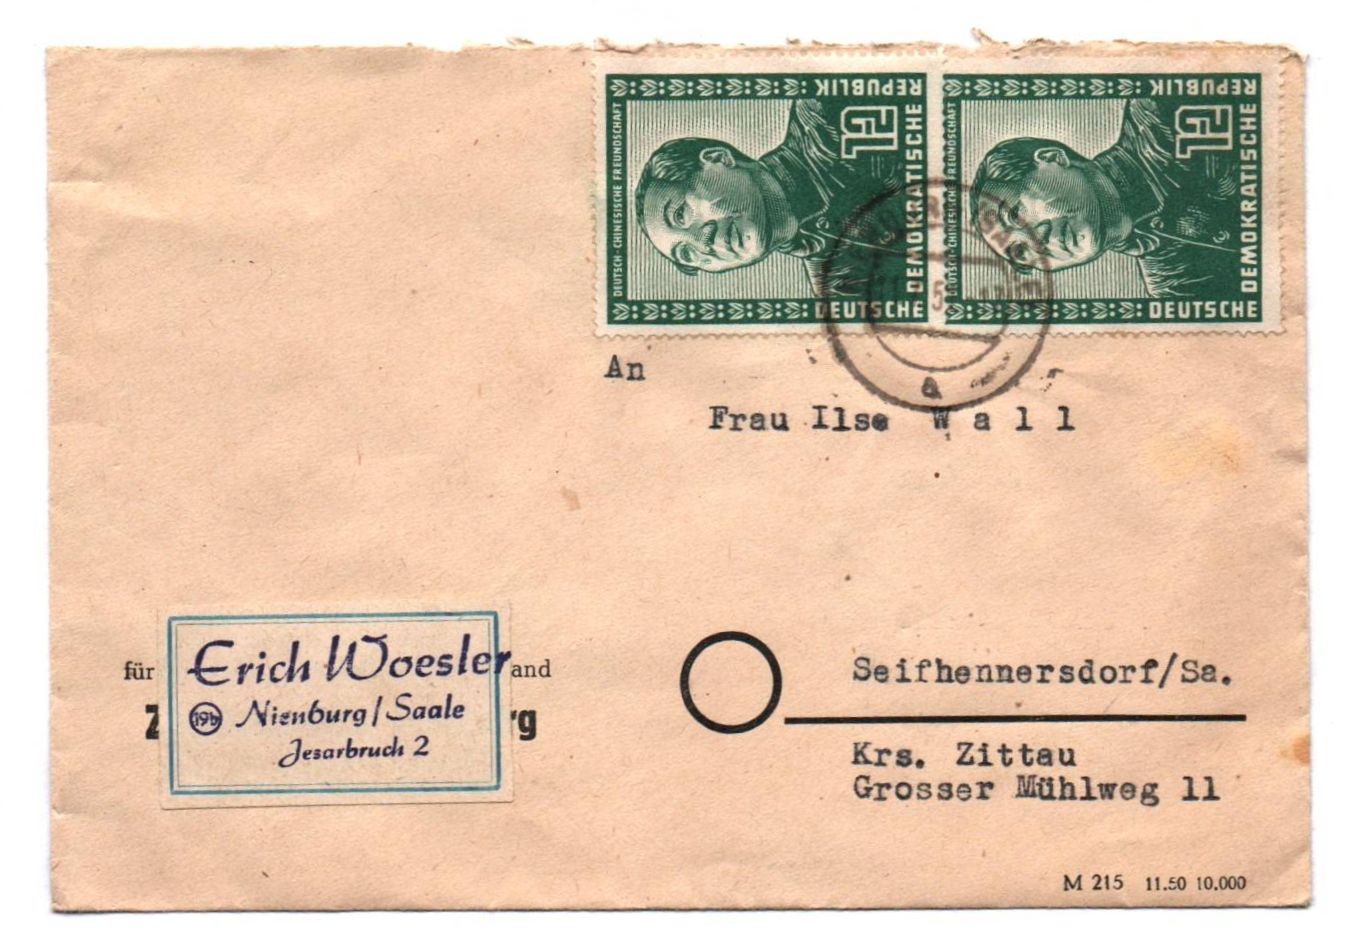 DEUTSCH-CHINESISCHE FREUNDSCHAFT
12
DEUTSCHE
DEMOKRATISCHE
REPUBLIK
DEUTSCH-CHINESISCHE FREUNDSCHAFT
12
DEUTSCHE
DEMOKRATISCHE
REPUBLIK
a
An
Frau Ilse Wall
für
and
Z
rg
Erich Woesler
19b Nienburg/Saale
Jesarbruch 2
Seifhennersdorf/Sa.
Krs. Zittau
Grosser Mühlweg 11
M 215 11.50 10.000